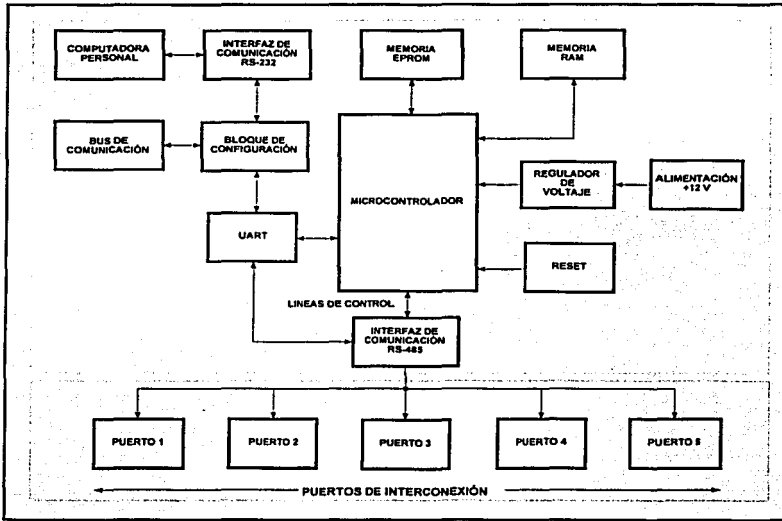 COMPUTADORA
PERSONAL
INTERFAZ DE
COMUNICACIÓN
RS-232
MEMORIA
EPROM
MEMORIA
RAM
BUS DE
COMUNICACIÓN
BLOQUE DE
CONFIGURACIÓN
MICROCONTROLADOR
REGULADOR
DE
VOLTAJE
ALIMENTACIÓN
+12 V
UART
RESET
LINEAS DE CONTROL
INTERFAZ DE
COMUNICACIÓN
RS-485
PUERTO 1
PUERTO 2
PUERTO 3
PUERTO 4
PUERTO 5
PUERTOS DE INTERCONEXIÓN